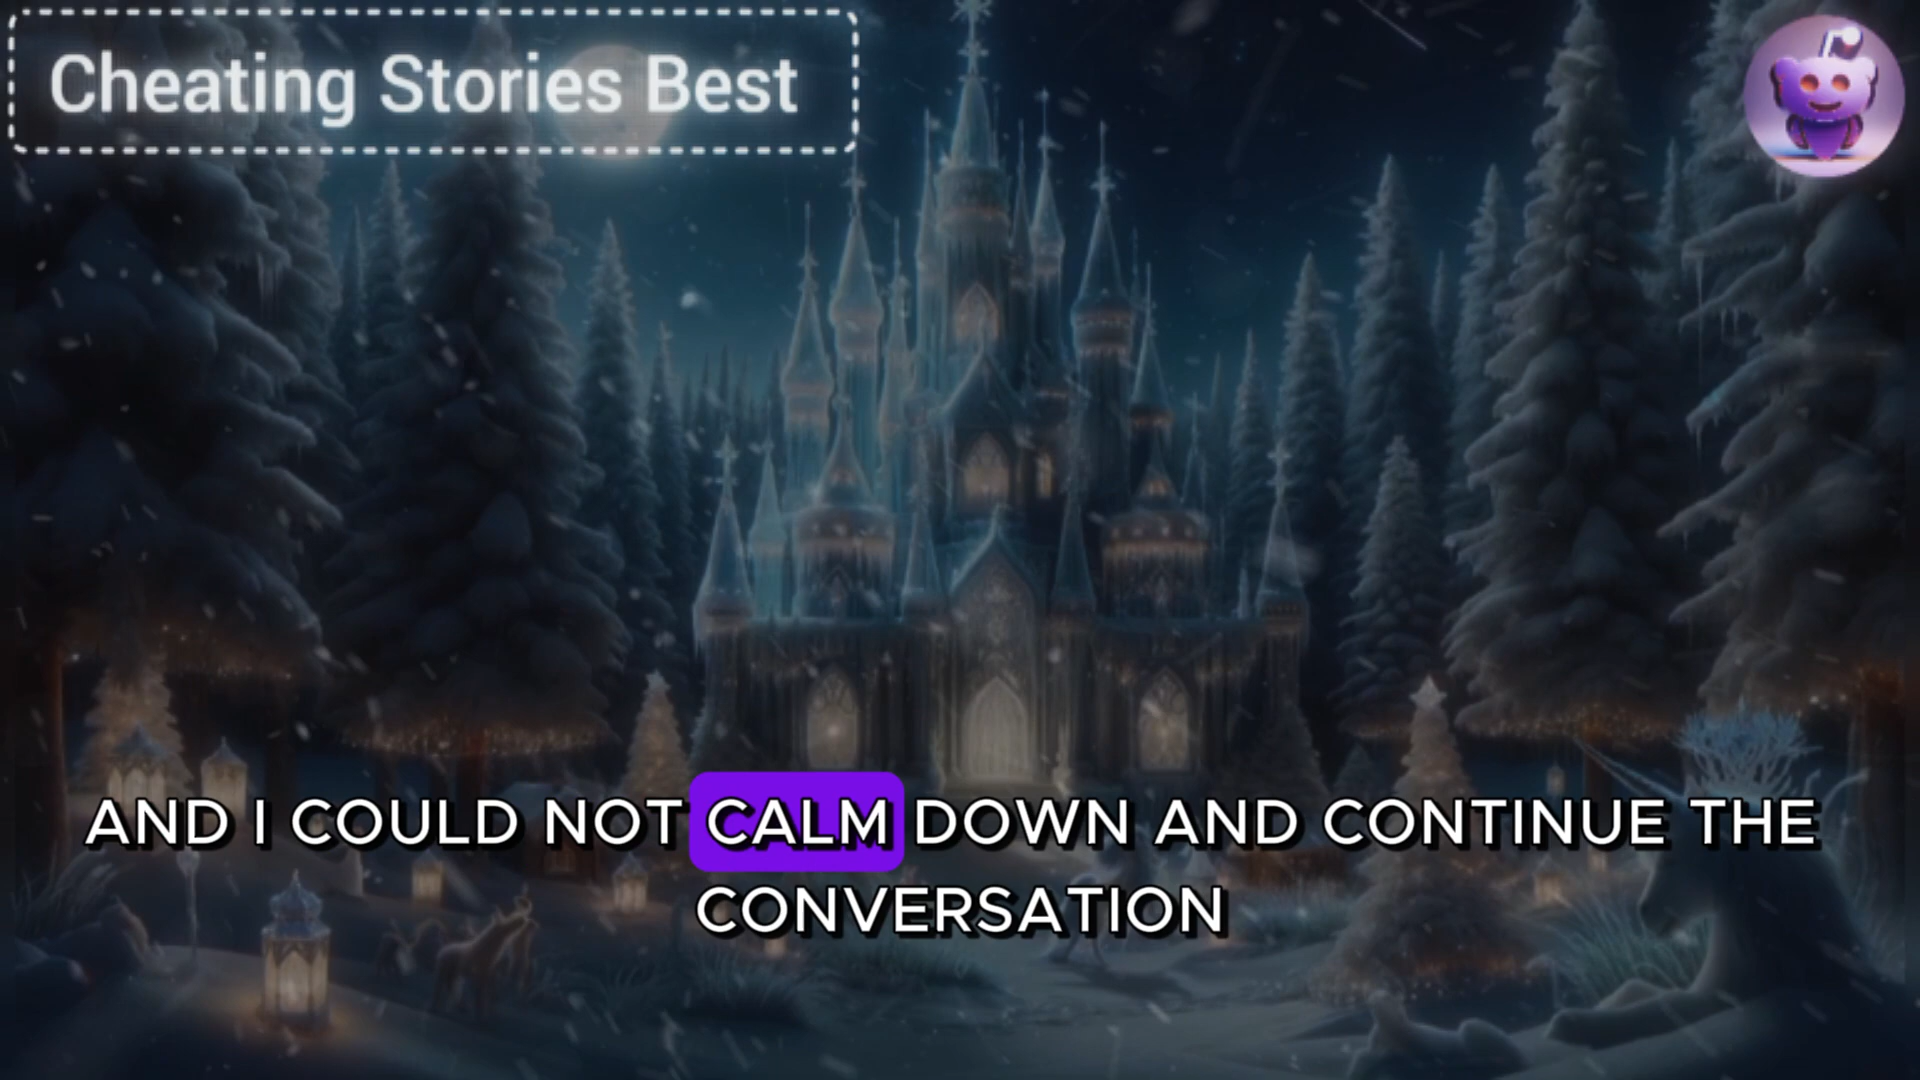 Cheating Stories Best
AND I COULD NOT CALM DOWN AND CONTINUE THE
CONVERSATION